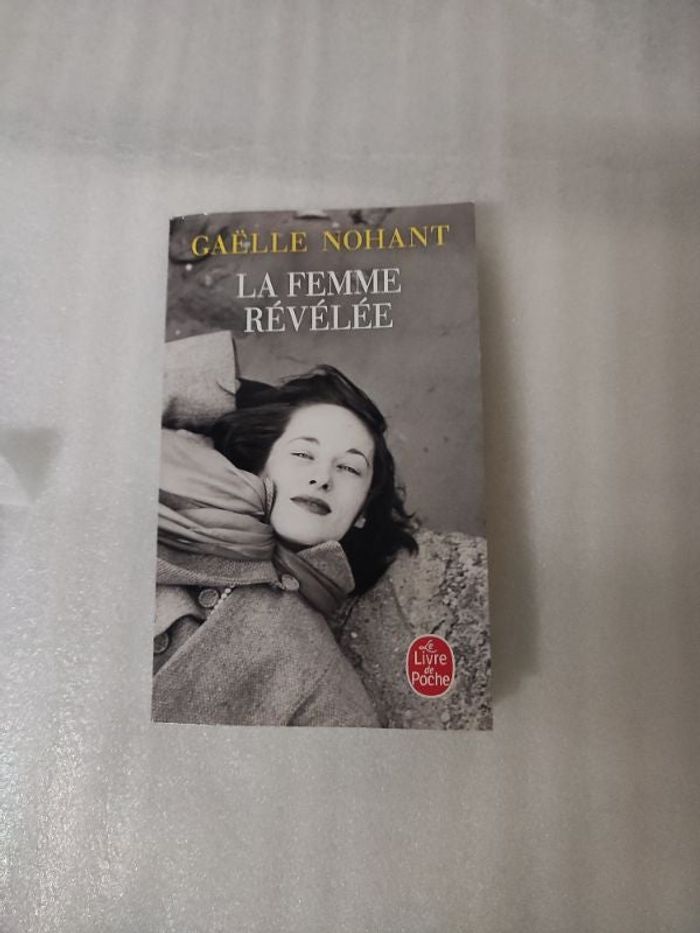 GAËLLE NOHANT
LA FEMME
RÉVÉLÉE
Le
Livre
de
Poche